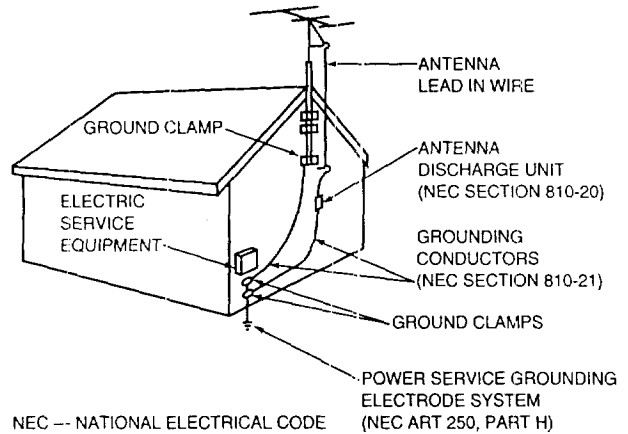 ANTENNA
LEAD IN WIRE
GROUND CLAMP
ANTENNA
DISCHARGE UNIT
(NEC SECTION 810-20)
ELECTRIC
SERVICE
EQUIPMENT
GROUNDING
CONDUCTORS
(NEC SECTION 810-21)
GROUND CLAMPS
POWER SERVICE GROUNDING
ELECTRODE SYSTEM
(NEC ART 250, PART H)
NEC -- NATIONAL ELECTRICAL CODE